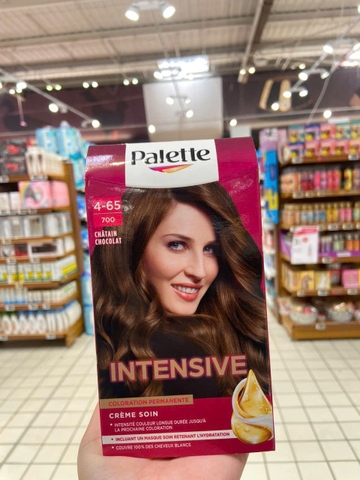 Palette
4-65
700
CHÂTAIN
CHOCOLAT
INTENSIVE
COLORATION PERMANENTE
CRÈME SOIN
• INTENSITÉ COULEUR LONGUE DURÉE JUSQU'À
LA PROCHAINE COLORATION
• INCLUANT UN MASQUE SOIN RETENANT L'HYDRATATION
• COUVRE 100% DES CHEVEUX BLANCS